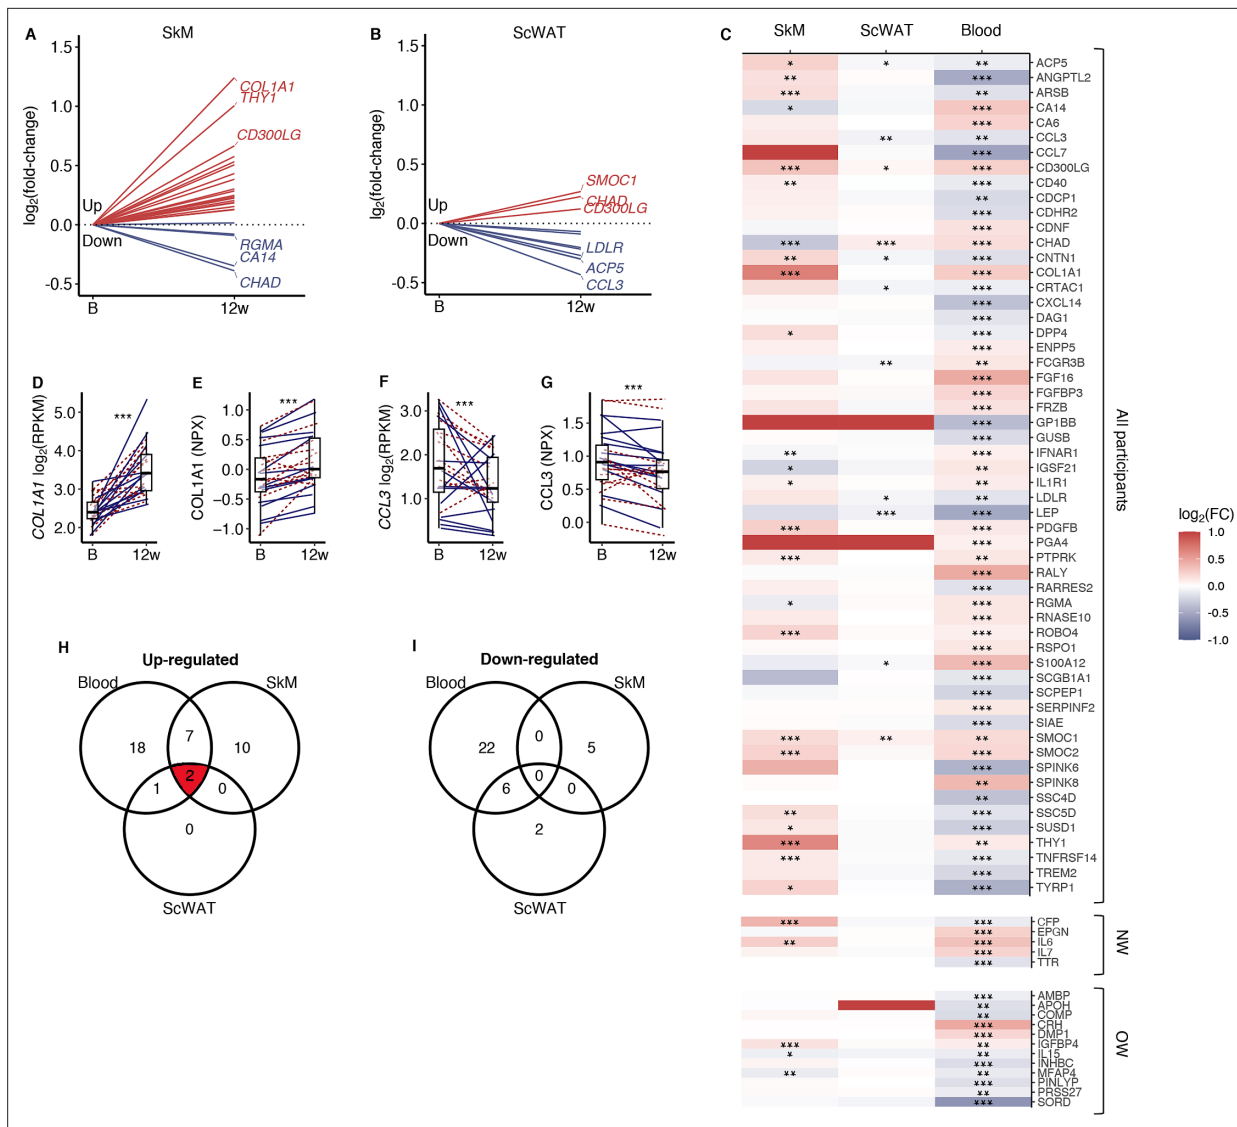 A
SkM
log2(fold-change)
1.5
1.0
0.5
0.0
-0.5
Up
Down
COL1A1
THY1
CD300LG
RGMA
CA14
CHAD
B
12w
B
ScWAT
log2(fold-change)
1.5
1.0
0.5
0.0
-0.5
Up
Down
SMOC1
CHAD
CD300LG
LDLR
ACP5
CCL3
B
12w
C
SkM ScWAT Blood
* * ** ACP5
** *** ANGPTL2
*** ** ARSB
* *** CA14
*** CA6
** ** CCL3
*** CCL7
*** * *** CD300LG
** *** CD40
** CDCP1
*** CDHR2
*** CDNF
*** *** *** CHAD
** * *** CNTN1
*** *** COL1A1
* *** CRTAC1
*** CXCL14
*** DAG1
* *** DPP4
*** ENPP5
** ** FCGR3B
*** FGF16
*** FGFBP3
*** FRZB
*** GP1BB
*** GUSB
** *** IFNAR1
* ** IGSF21
* ** IL1R1
* ** LDLR
*** *** LEP
*** *** PDGFB
*** PGA4
*** ** PTPRK
*** RALY
*** RARRES2
* *** RGMA
*** RNASE10
*** *** ROBO4
*** RSPO1
* *** S100A12
*** SCGB1A1
*** SCPEP1
*** SERPINF2
*** SIAE
*** ** ** SMOC1
*** *** SMOC2
*** SPINK6
** SPINK8
** SSC4D
** *** SSC5D
* *** SUSD1
*** ** THY1
*** *** TNFRSF14
*** TREM2
* *** TYRP1
All participants
*** *** CFP
*** EPGN
** *** IL6
*** IL7
*** TTR
NW
*** AMBP
** APOH
** COMP
*** CRH
*** DMP1
*** ** IGFBP4
* ** IL15
*** INHBC
** ** MFAP4
*** PINLYP
** PRSS27
*** SORD
OW
log2(FC)
1.0
0.5
0.0
-0.5
-1.0
D
COL1A1 log2(RPKM)
5.0
4.0
3.0
2.0
***
B 12w
E
COL1A1 (NPX)
1.0
0.5
0.0
−0.5
−1.0
***
B 12w
F
CCL3 log2(RPKM)
3.0
2.0
1.0
***
B 12w
G
CCL3 (NPX)
2.0
1.5
1.0
0.5
0.0
***
B 12w
H
Up-regulated
Blood
SkM
18
7
10
2
1
0
0
ScWAT
I
Down-regulated
Blood
SkM
22
0
5
0
6
0
2
ScWAT